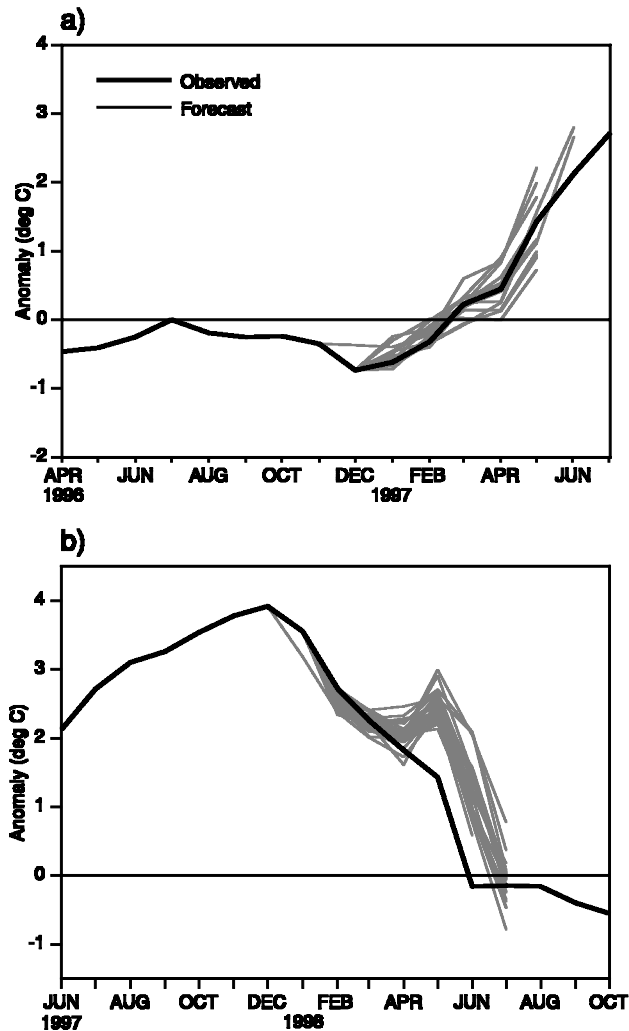 a)
4
3
2
1
0
-1
-2
Anomaly (deg C)
Observed
Forecast
APR JUN AUG OCT DEC FEB APR JUN
1996 1997
b)
4
3
2
1
0
-1
Anomaly (deg C)
JUN AUG OCT DEC FEB APR JUN AUG OCT
1997 1998